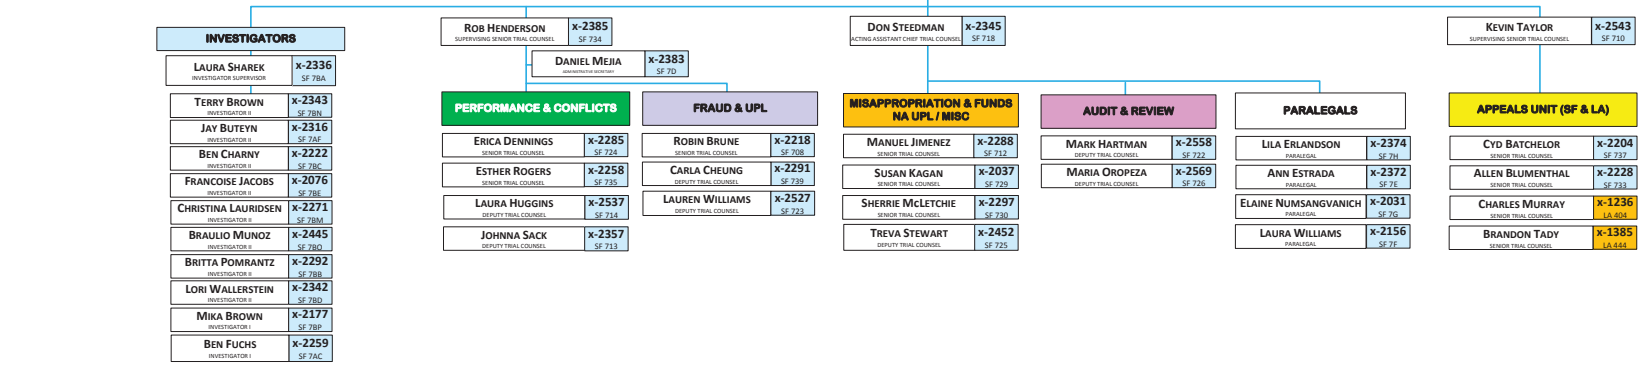 INVESTIGATORS
LAURA SHAREK x-2336
INVESTIGATOR SUPERVISOR SF 7BA
TERRY BROWN x-2343
INVESTIGATOR II SF 7BN
JAY BUTEYN x-2316
INVESTIGATOR II SF 7AF
BEN CHARNY x-2222
INVESTIGATOR II SF 7BC
FRANCOISE JACOBS x-2076
INVESTIGATOR II SF 7BE
CHRISTINA LAURIDSEN x-2271
INVESTIGATOR II SF 7BM
BRAULIO MUNOZ x-2445
INVESTIGATOR II SF 7BO
BRITTA POMRANTZ x-2292
INVESTIGATOR II SF 7BB
LORI WALLERSTEIN x-2342
INVESTIGATOR II SF 7BD
MIKA BROWN x-2177
INVESTIGATOR I SF 7BP
BEN FUCHS x-2259
INVESTIGATOR I SF 7AC
ROB HENDERSON x-2385
SUPERVISING SENIOR TRIAL COUNSEL SF 734
DANIEL MEJIA x-2383
ADMINISTRATIVE SECRETARY SF 7D
PERFORMANCE & CONFLICTS
ERICA DENNINGS x-2285
SENIOR TRIAL COUNSEL SF 724
ESTHER ROGERS x-2258
SENIOR TRIAL COUNSEL SF 735
LAURA HUGGINS x-2537
DEPUTY TRIAL COUNSEL SF 714
JOHNNA SACK x-2357
DEPUTY TRIAL COUNSEL SF 713
FRAUD & UPL
ROBIN BRUNE x-2218
SENIOR TRIAL COUNSEL SF 708
CARLA CHEUNG x-2291
DEPUTY TRIAL COUNSEL SF 739
LAUREN WILLIAMS x-2527
DEPUTY TRIAL COUNSEL SF 723
DON STEEDMAN x-2345
ACTING ASSISTANT CHIEF TRIAL COUNSEL SF 718
MISAPPROPRIATION & FUNDS
NA UPL / MISC
MANUEL JIMENEZ x-2288
SENIOR TRIAL COUNSEL SF 712
SUSAN KAGAN x-2037
SENIOR TRIAL COUNSEL SF 729
SHERRIE MCLETCHIE x-2297
SENIOR TRIAL COUNSEL SF 730
TREVA STEWART x-2452
DEPUTY TRIAL COUNSEL SF 725
AUDIT & REVIEW
MARK HARTMAN x-2558
DEPUTY TRIAL COUNSEL SF 722
MARIA OROPEZA x-2569
DEPUTY TRIAL COUNSEL SF 726
PARALEGALS
LILA ERLANDSON x-2374
PARALEGAL SF 7H
ANN ESTRADA x-2372
PARALEGAL SF 7E
ELAINE NUMSANGVANICH x-2031
PARALEGAL SF 7G
LAURA WILLIAMS x-2156
PARALEGAL SF 7F
KEVIN TAYLOR x-2543
SUPERVISING SENIOR TRIAL COUNSEL SF 710
APPEALS UNIT (SF & LA)
CYD BATCHELOR x-2204
SENIOR TRIAL COUNSEL SF 737
ALLEN BLUMENTHAL x-2228
SENIOR TRIAL COUNSEL SF 733
CHARLES MURRAY x-1236
SENIOR TRIAL COUNSEL LA 404
BRANDON TADY x-1385
SENIOR TRIAL COUNSEL LA 444